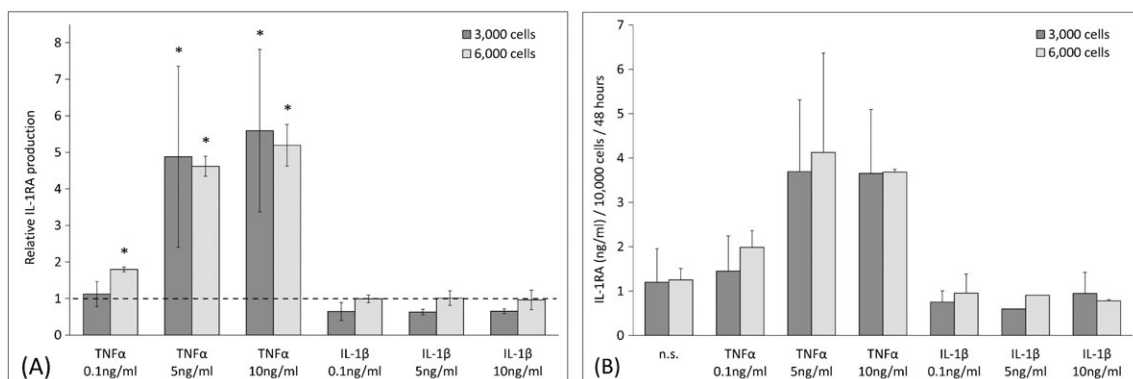 8
7
6
5
4
3
2
1
0
Relative IL-1RA production
3,000 cells
6,000 cells
*
*
*
*
*
TNFα
0.1ng/ml
TNFα
5ng/ml
TNFα
10ng/ml
IL-1β
0.1ng/ml
IL-1β
5ng/ml
IL-1β
10ng/ml
(A)
7
6
5
4
3
2
1
0
IL-1RA (ng/ml) / 10,000 cells / 48 hours
3,000 cells
6,000 cells
n.s.
TNFα
0.1ng/ml
TNFα
5ng/ml
TNFα
10ng/ml
IL-1β
0.1ng/ml
IL-1β
5ng/ml
IL-1β
10ng/ml
(B)